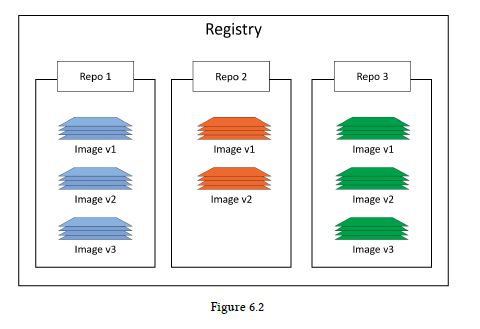 Registry
Repo 1
Repo 2
Repo 3
Image v1
Image v1
Image v1
Image v2
Image v2
Image v2
Image v3
Image v3
Figure 6.2